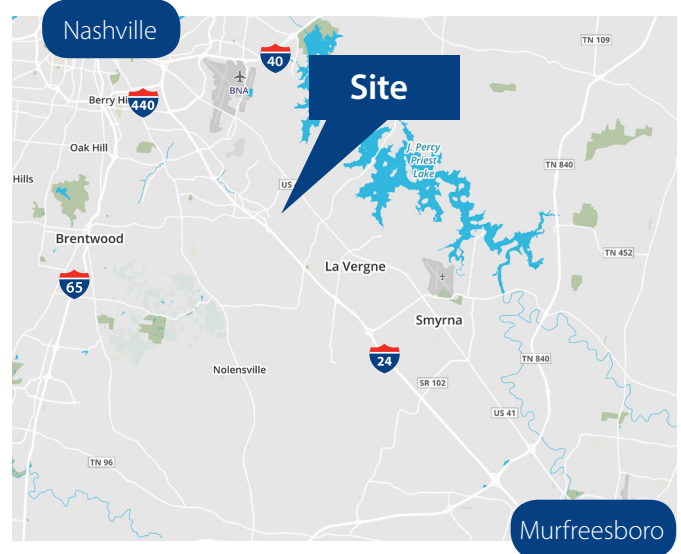 Nashville
TN 109
40
BNA
Site
Berry Hi
440
Oak Hill
J. Percy
Priest
Lake
TN 840
Hills
US
Brentwood
TN 452
La Vergne
65
Smyrna
TN 840
24
Nolensville
SR 102
US 41
TN 96
Murfreesboro